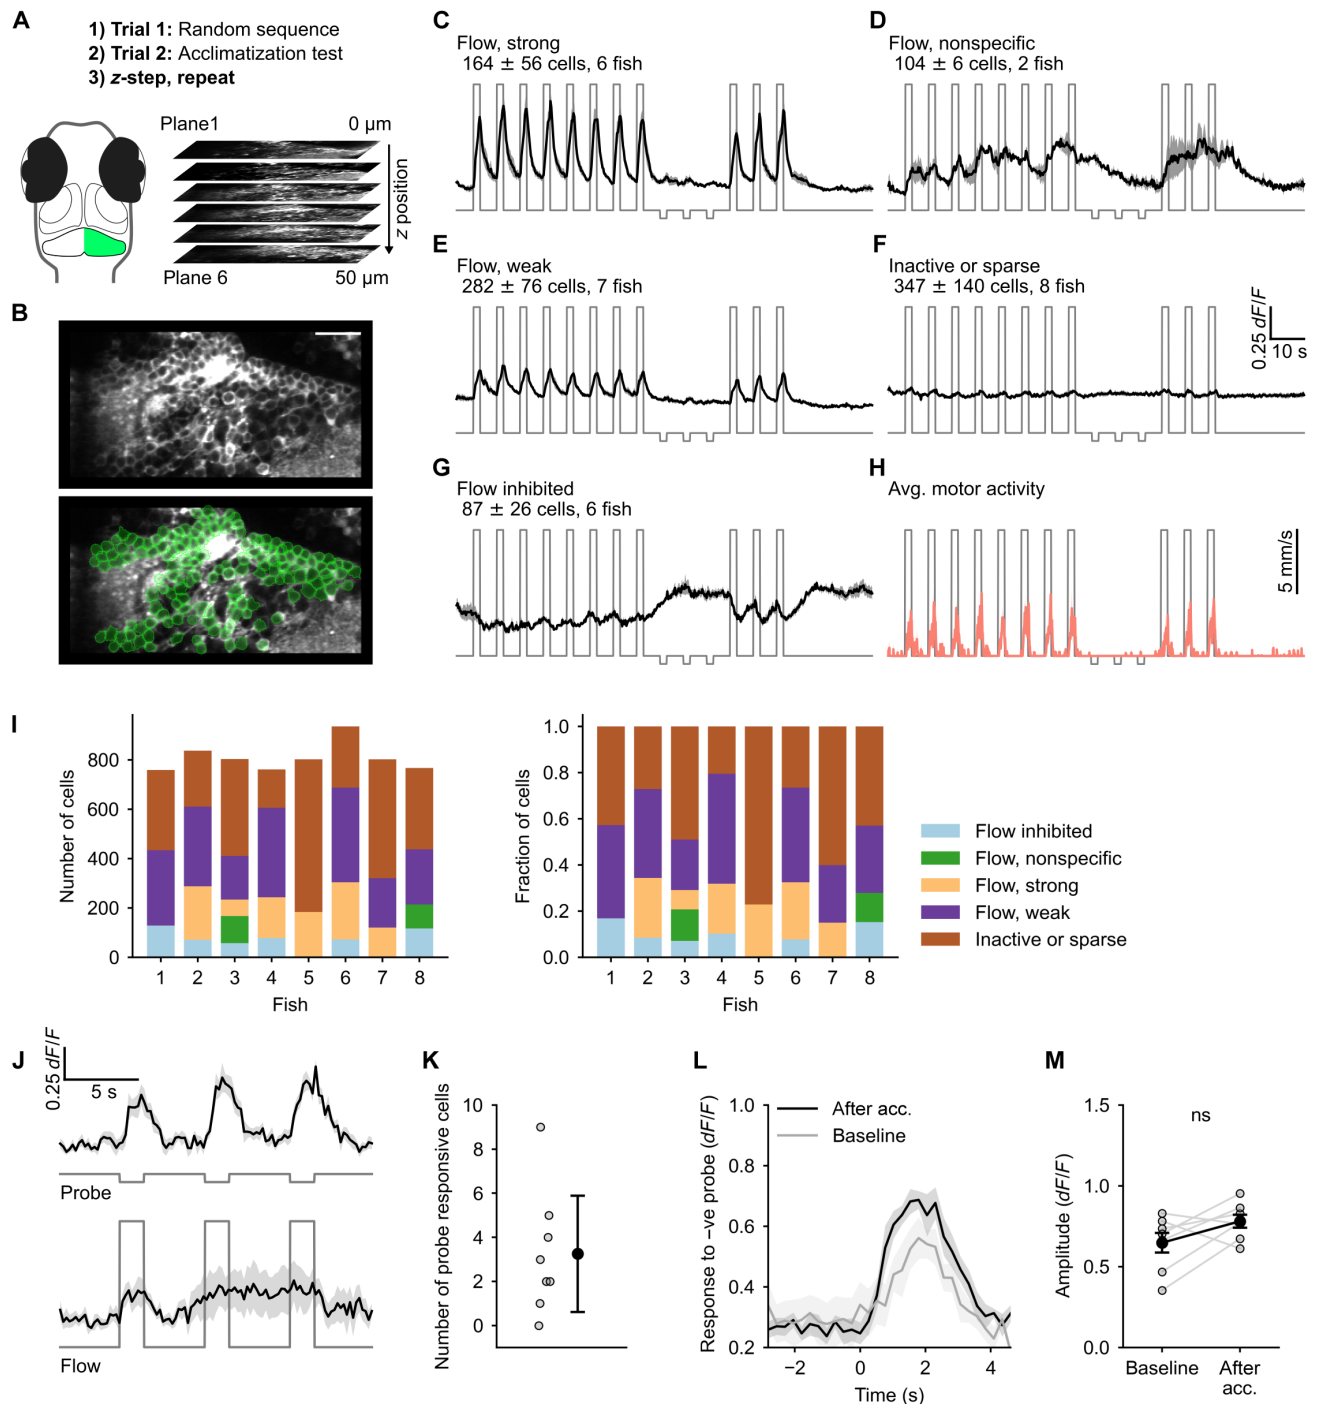 A
1) Trial 1: Random sequence
2) Trial 2: Acclimatization test
3) z-step, repeat
Plane1
0 µm
z position
Plane 6
50 µm
B
C
Flow, strong
164 ± 56 cells, 6 fish
D
Flow, nonspecific
104 ± 6 cells, 2 fish
E
Flow, weak
282 ± 76 cells, 7 fish
F
Inactive or sparse
347 ± 140 cells, 8 fish
0.25 dF/F
10 s
G
Flow inhibited
87 ± 26 cells, 6 fish
H
Avg. motor activity
5 mm/s
I
Number of cells
800
600
400
200
0
1 2 3 4 5 6 7 8
Fish
Fraction of cells
1.0
0.8
0.6
0.4
0.2
0.0
1 2 3 4 5 6 7 8
Fish
Flow inhibited
Flow, nonspecific
Flow, strong
Flow, weak
Inactive or sparse
J
0.25 dF/F
5 s
Probe
Flow
K
Number of probe responsive cells
10
8
6
4
2
0
L
Response to −ve probe (dF/F)
1.0
0.8
0.6
0.4
0.2
After acc.
Baseline
−2 0 2 4
Time (s)
M
Amplitude (dF/F)
1.5
1.0
0.5
0.0
ns
Baseline
After
acc.